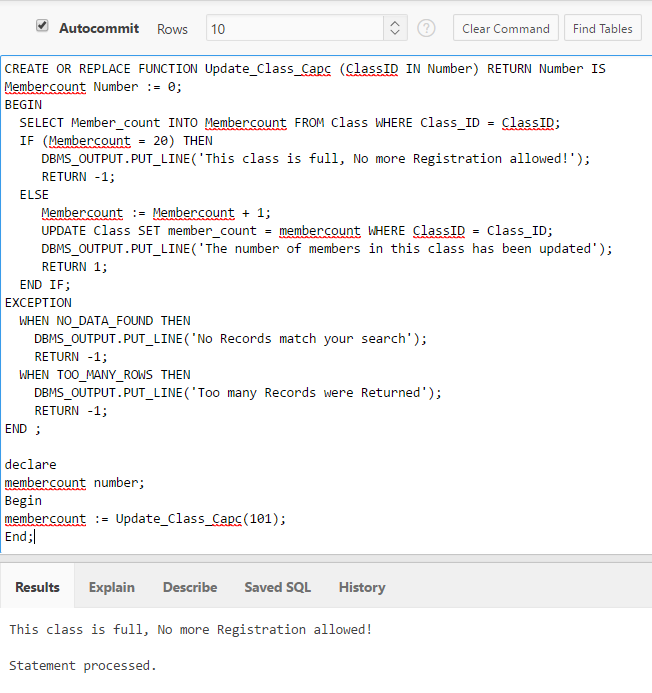 Autocommit Rows 10 ? Clear Command Find Tables
CREATE OR REPLACE FUNCTION Update_Class_Capc (ClassID IN Number) RETURN Number IS
Membercount Number := 0;
BEGIN
  SELECT Member_count INTO Membercount FROM Class WHERE Class_ID = ClassID;
  IF (Membercount = 20) THEN
     DBMS_OUTPUT.PUT_LINE('This class is full, No more Registration allowed!');
     RETURN -1;
  ELSE
     Membercount := Membercount + 1;
     UPDATE Class SET member_count = membercount WHERE ClassID = Class_ID;
     DBMS_OUTPUT.PUT_LINE('The number of members in this class has been updated');
     RETURN 1;
  END IF;
EXCEPTION
  WHEN NO_DATA_FOUND THEN
    DBMS_OUTPUT.PUT_LINE('No Records match your search');
    RETURN -1;
  WHEN TOO_MANY_ROWS THEN
    DBMS_OUTPUT.PUT_LINE('Too many Records were Returned');
    RETURN -1;
END ;
declare
membercount number;
Begin
membercount := Update_Class_Capc(101);
End;
Results Explain Describe Saved SQL History
This class is full, No more Registration allowed!
Statement processed.